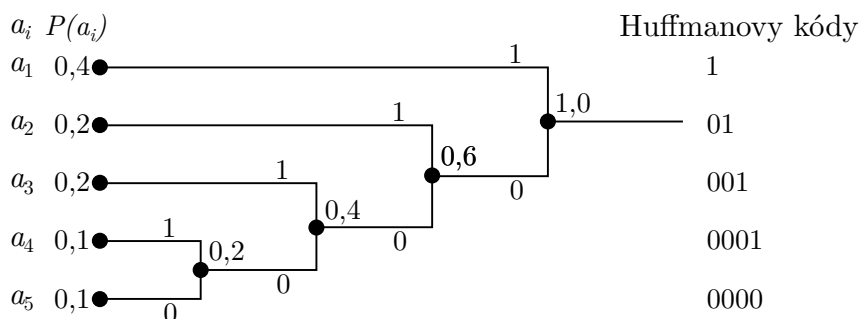 aᵢ P(aᵢ) Huffmanovy kódy
a₁ 0,4 1 1
1,0
a₂ 0,2 1 01
0,6
a₃ 0,2 1 0 001
0,4
a₄ 0,1 1 0 0001
0,2
0
a₅ 0,1 0 0000